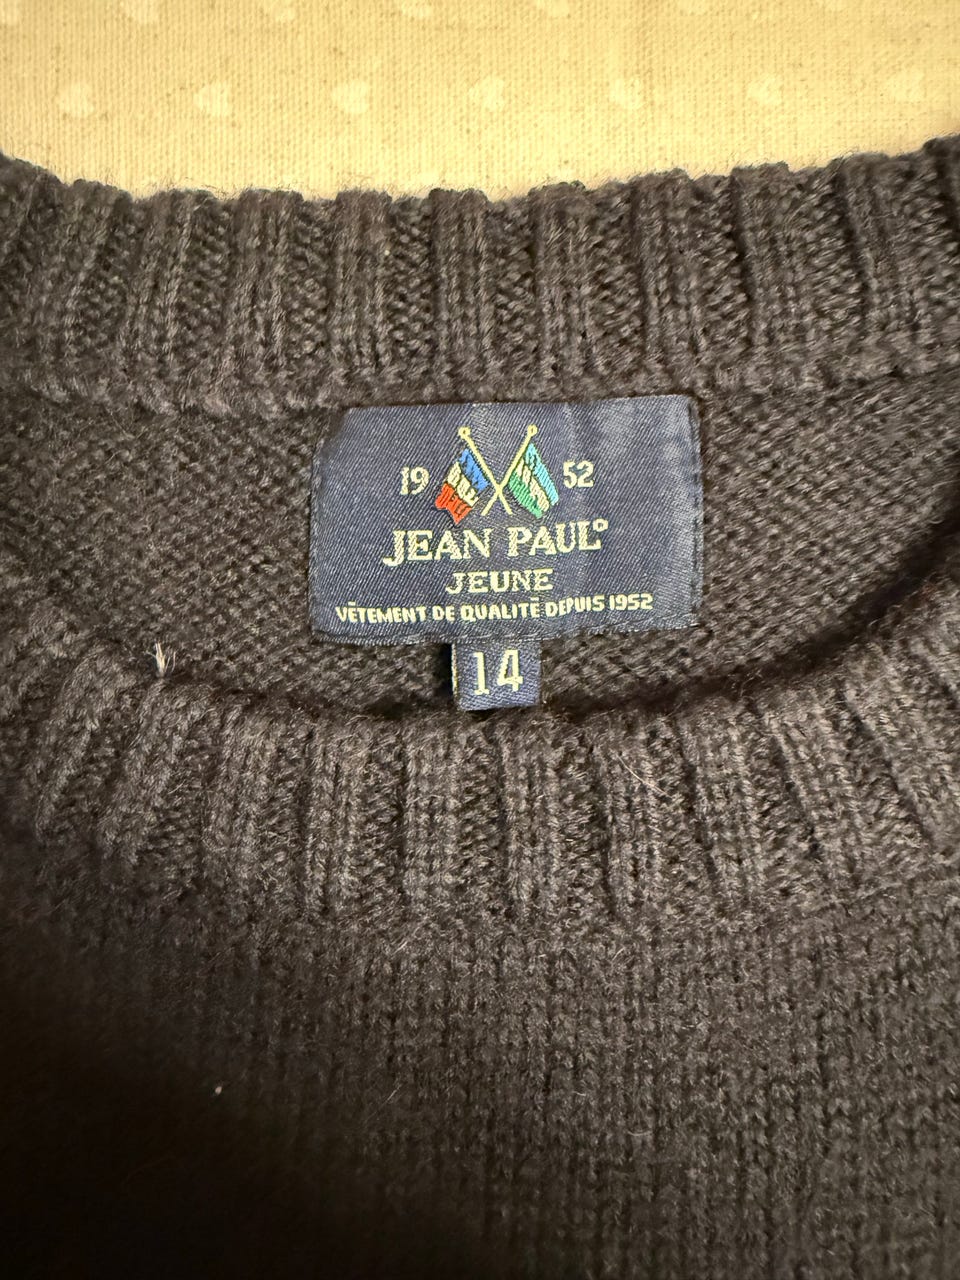 19 52
JEAN PAUL
JEUNE
VÊTEMENT DE QUALITÉ DEPUIS 1952
14